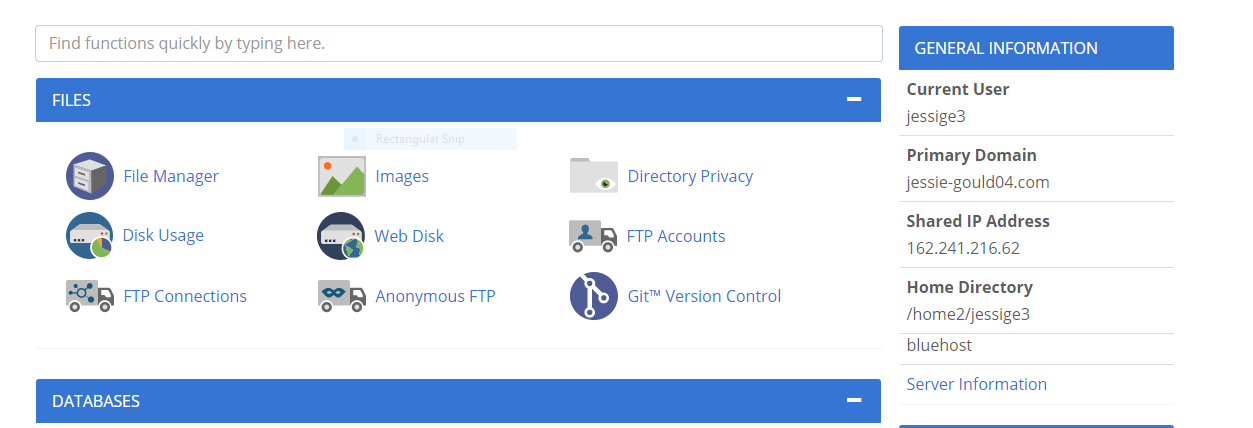 Find functions quickly by typing here.
FILES
Rectangular Snip
File Manager
Images
Directory Privacy
Disk Usage
Web Disk
FTP Accounts
FTP Connections
Anonymous FTP
Git™ Version Control
DATABASES
GENERAL INFORMATION
Current User
jessige3
Primary Domain
jessie-gould04.com
Shared IP Address
162.241.216.62
Home Directory
/home2/jessige3
bluehost
Server Information